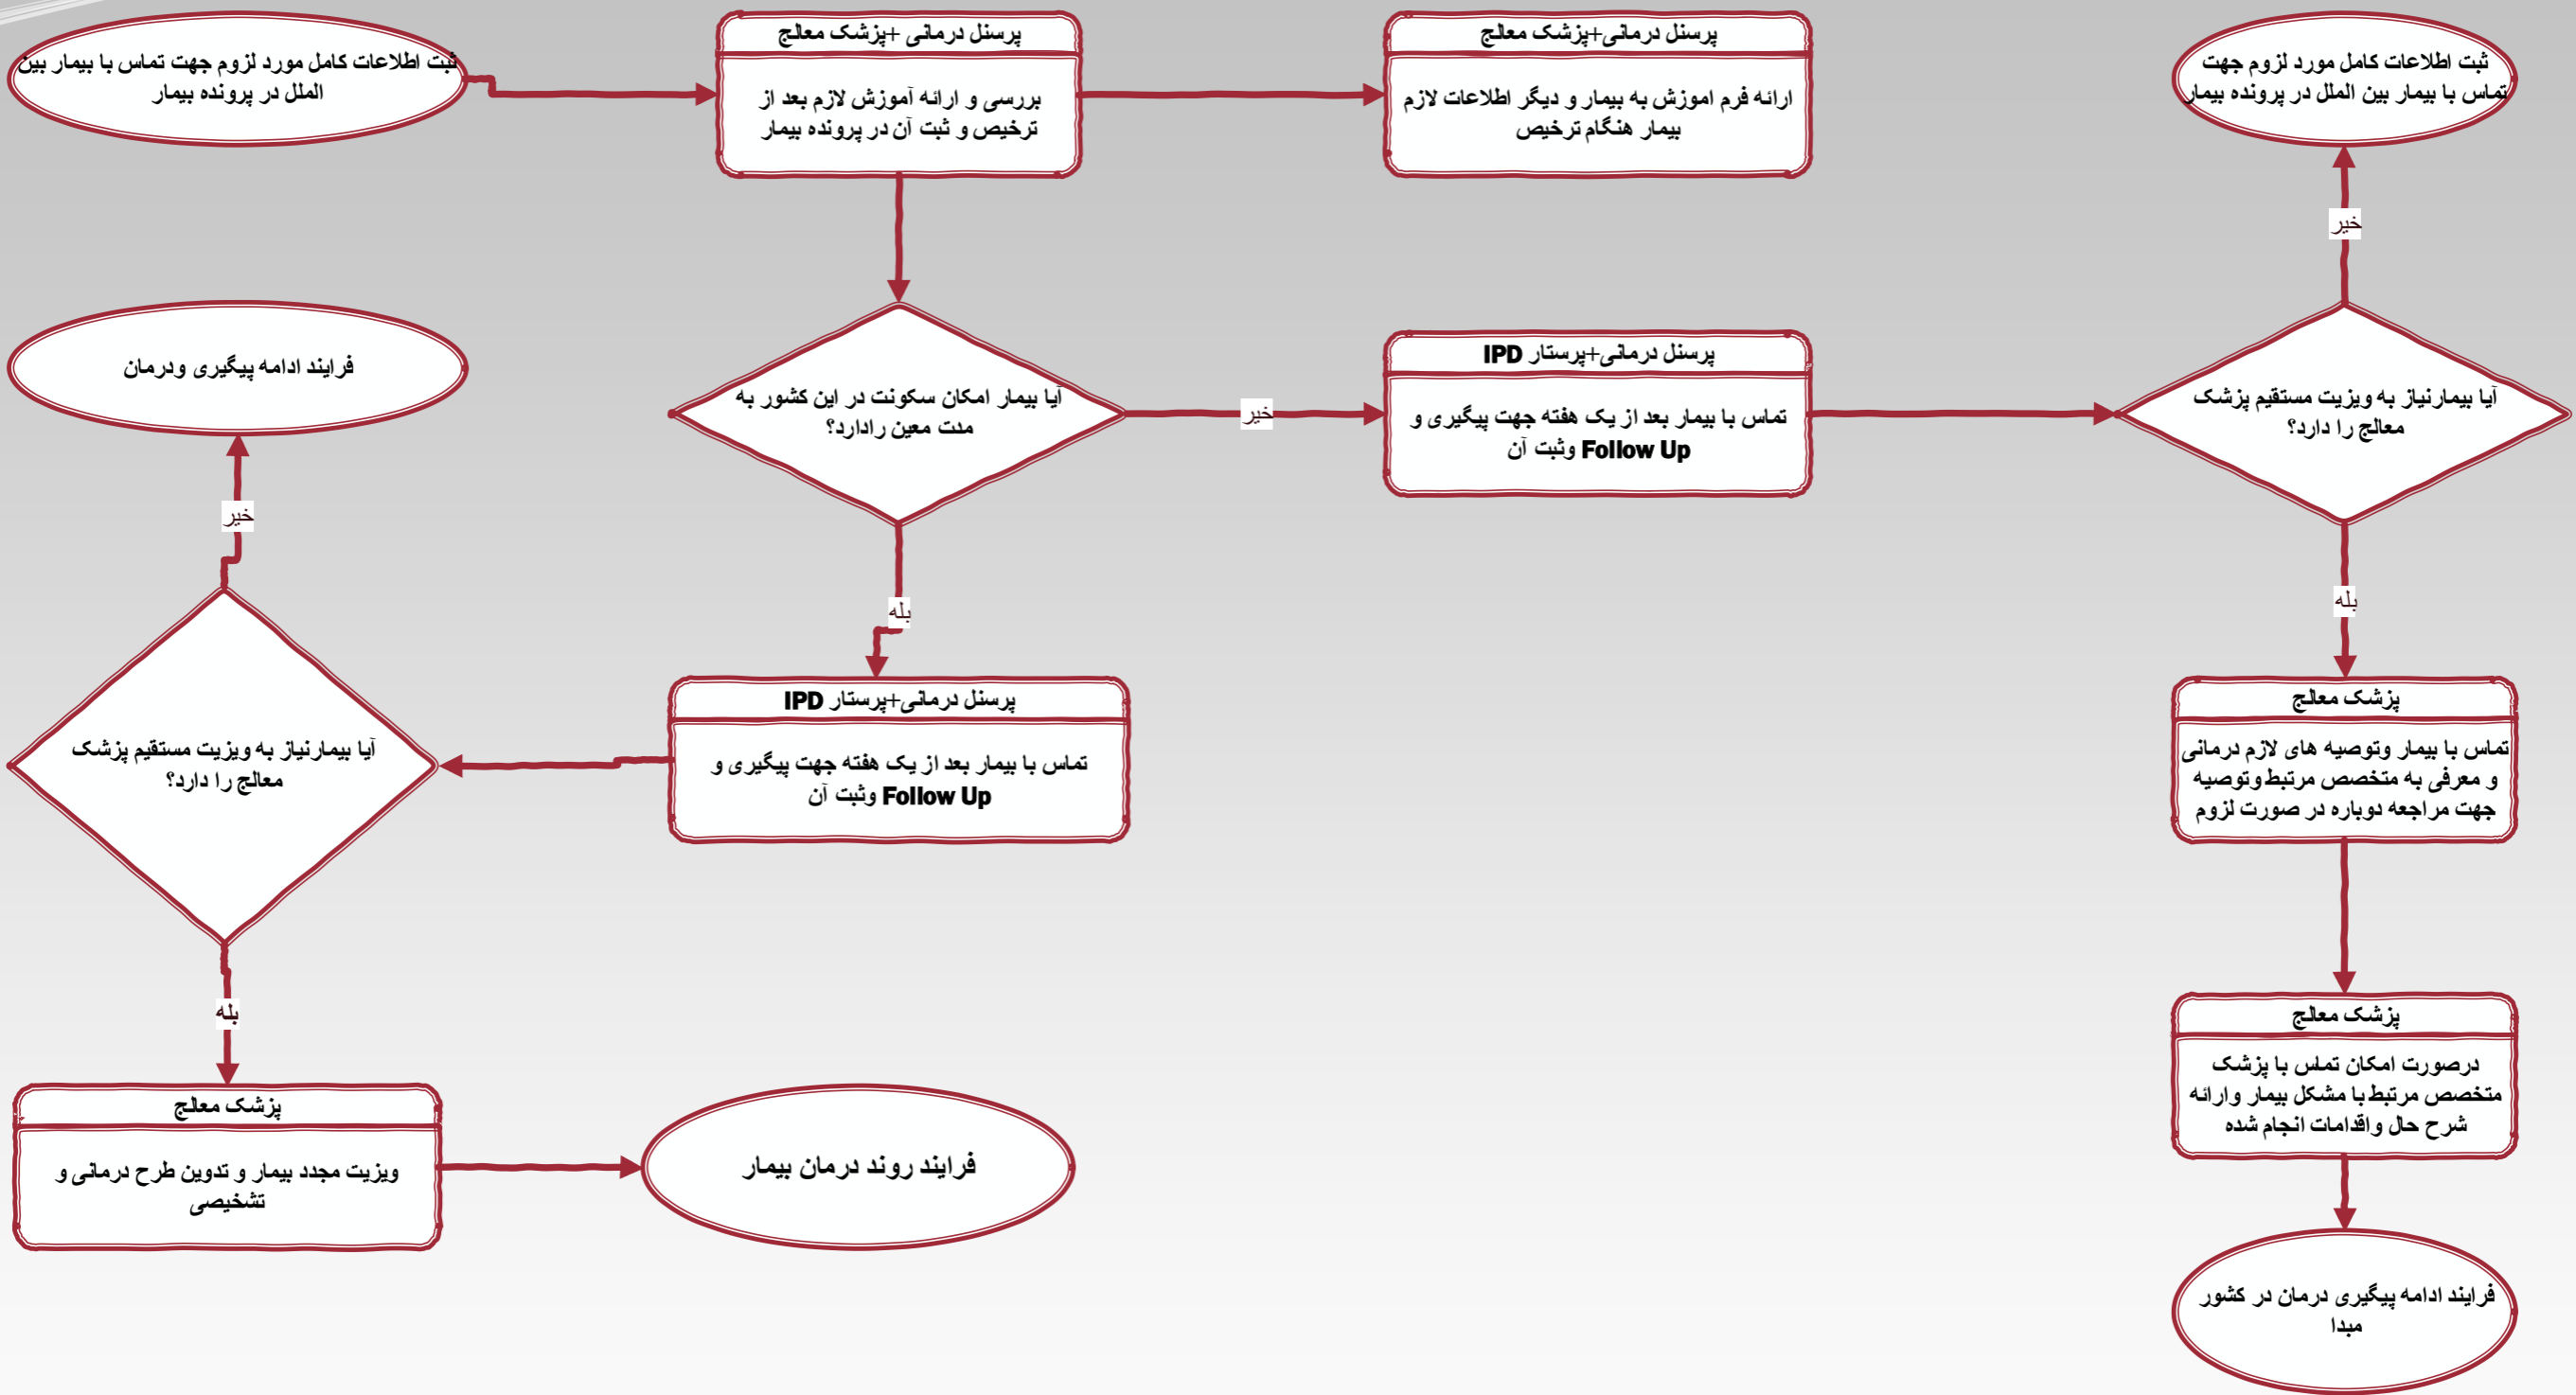 ثبت اطلاعات کامل مورد لزوم جهت تماس با بیمار بین
الملل در پرونده بیمار
پرسنل درمانی +پزشک معالج
بررسی و ارائه آموزش لازم بعد از
ترخیص و ثبت آن در پرونده بیمار
پرسنل درمانی+پزشک معالج
ارائه فرم اموزش به بیمار و دیگر اطلاعات لازم
بیمار هنگام ترخیص
ثبت اطلاعات کامل مورد لزوم جهت
تماس با بیمار بین الملل در پرونده بیمار
خیر
آیا بیمارنیاز به ویزیت مستقیم پزشک
معالج را دارد؟
بله
پرسنل درمانی+پرستار IPD
تماس با بیمار بعد از یک هفته جهت پیگیری و
Follow Up وثبت آن
خیر
آیا بیمار امکان سکونت در این کشور به
مدت معین رادارد؟
بله
فرایند ادامه پیگیری ودرمان
خیر
آیا بیمارنیاز به ویزیت مستقیم پزشک
معالج را دارد؟
بله
پرسنل درمانی+پرستار IPD
تماس با بیمار بعد از یک هفته جهت پیگیری و
Follow Up وثبت آن
پزشک معالج
تماس با بیمار وتوصیه های لازم درمانی
و معرفی به متخصص مرتبط وتوصیه
جهت مراجعه دوباره در صورت لزوم
پزشک معالج
درصورت امکان تماس با پزشک
متخصص مرتبط با مشکل بیمار وارائه
شرح حال واقدامات انجام شده
پزشک معالج
ویزیت مجدد بیمار و تدوین طرح درمانی و
تشخیصی
فرایند روند درمان بیمار
فرایند ادامه پیگیری درمان در کشور
مبدا